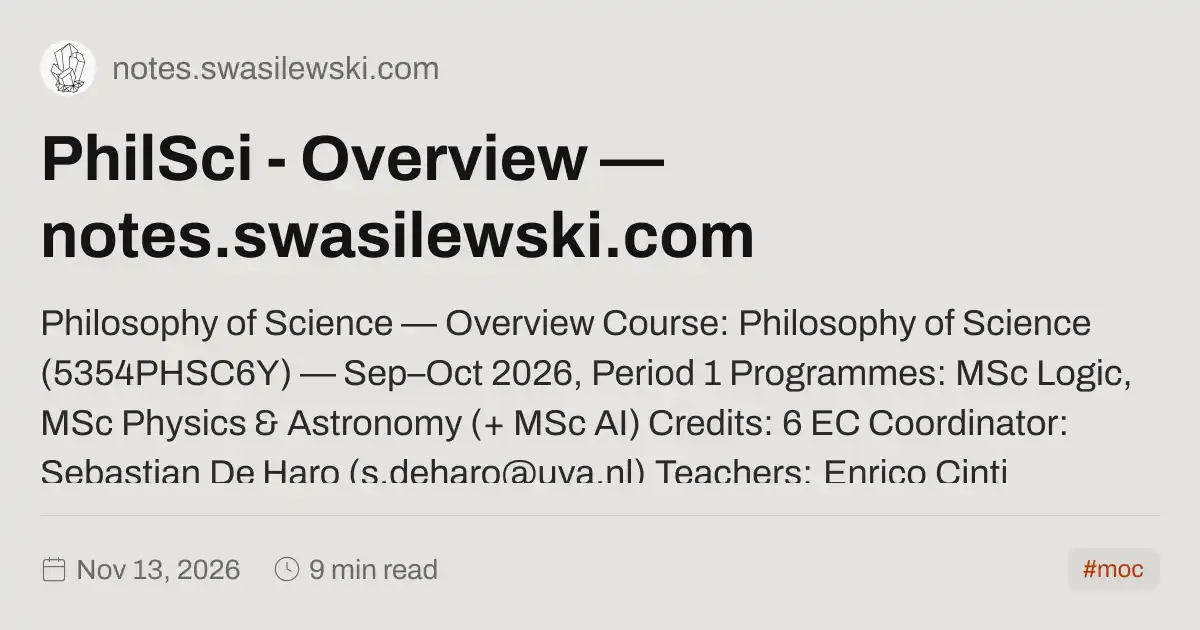 notes.swasilewski.com
PhilSci - Overview —
notes.swasilewski.com
Philosophy of Science — Overview Course: Philosophy of Science
(5354PHSC6Y) — Sep–Oct 2026, Period 1 Programmes: MSc Logic,
MSc Physics & Astronomy (+ MSc AI) Credits: 6 EC Coordinator:
Sebastian De Haro (s.deharo@uva.nl) Teachers: Enrico Cinti
Nov 13, 2026
9 min read
#moc